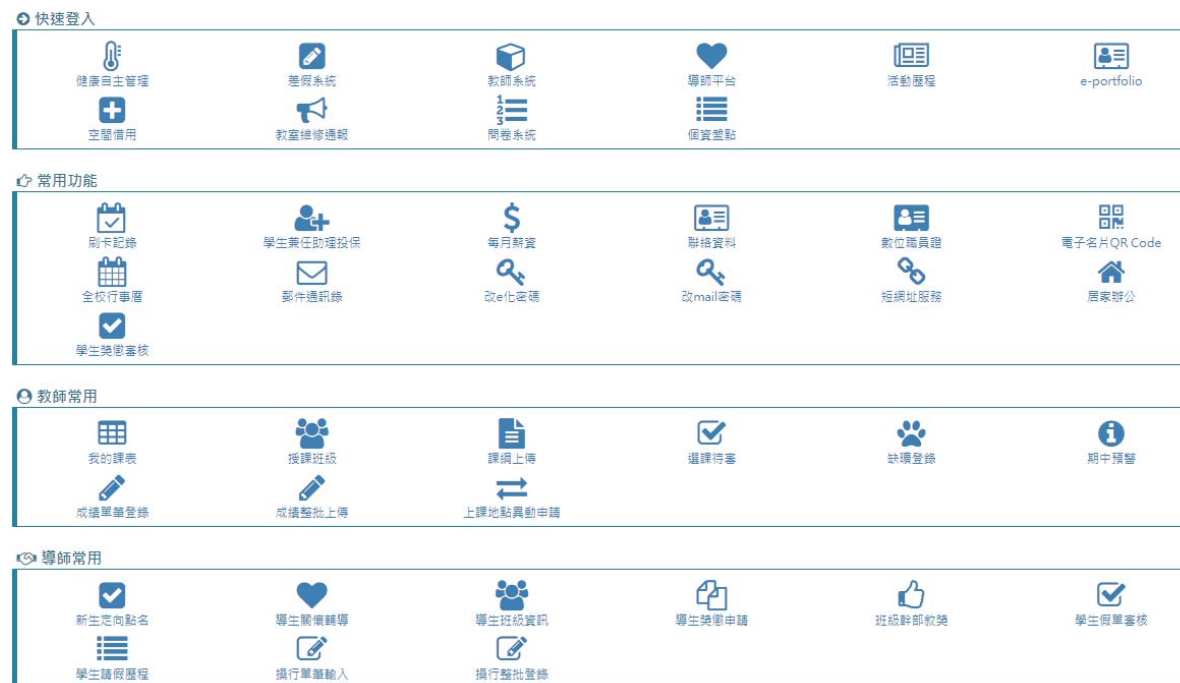 快速登入
健康自主管理 差假系統 教師系統 導師平台 活動歷程 e-portfolio
空間借用 教室維修通報 問卷系統 個資盤點
常用功能
刷卡記錄 學生兼任助理投保 每月薪資 聯絡資料 數位職員證 電子名片QR Code
全校行事曆 郵件通訊錄 改e化密碼 改mail密碼 短網址服務 居家辦公
學生獎懲審核
教師常用
我的課表 授課班級 課綱上傳 選課待審 缺曠登錄 期中預警
成績單筆登錄 成績整批上傳 上課地點異動申請
導師常用
新生定向點名 導生關懷輔導 導生班級資訊 導生獎懲申請 班級幹部敘獎 學生假單審核
學生請假歷程 操行單筆輸入 操行整批登錄